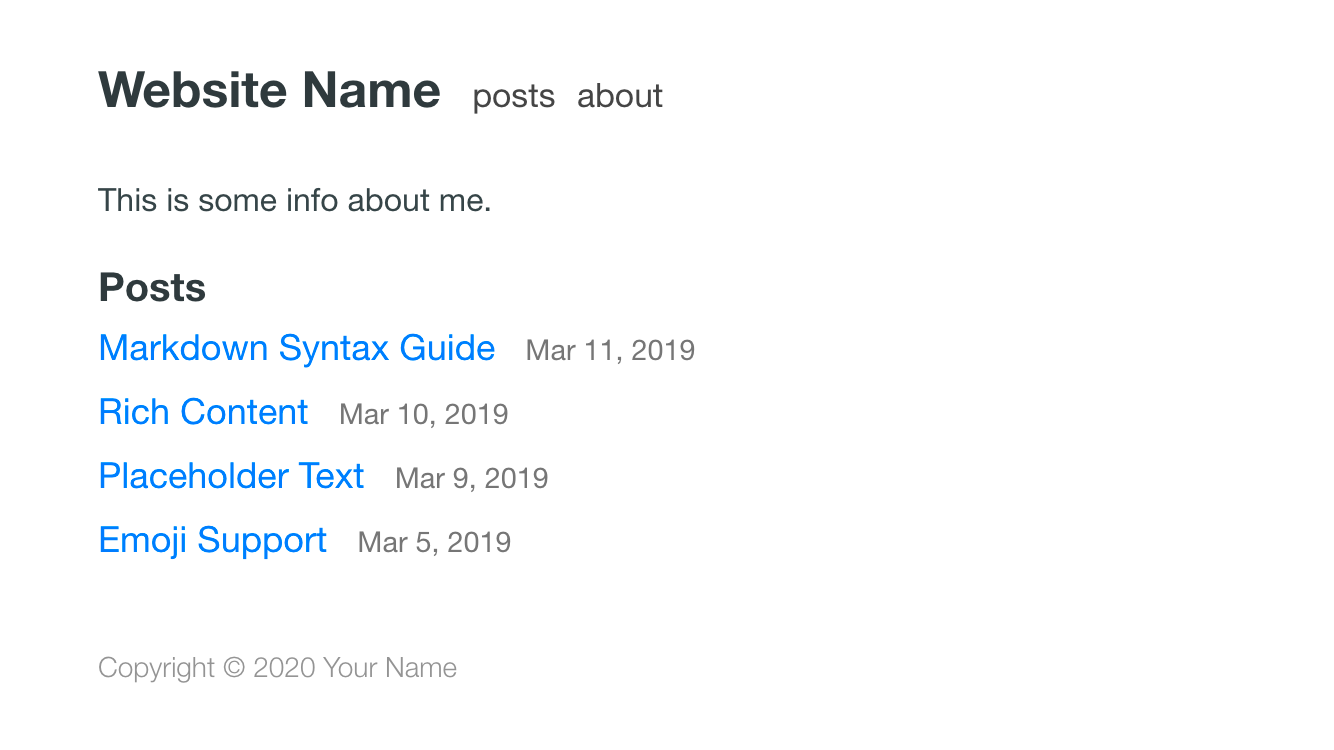 Website Name posts about
This is some info about me.
Posts
Markdown Syntax Guide Mar 11, 2019
Rich Content Mar 10, 2019
Placeholder Text Mar 9, 2019
Emoji Support Mar 5, 2019
Copyright © 2020 Your Name